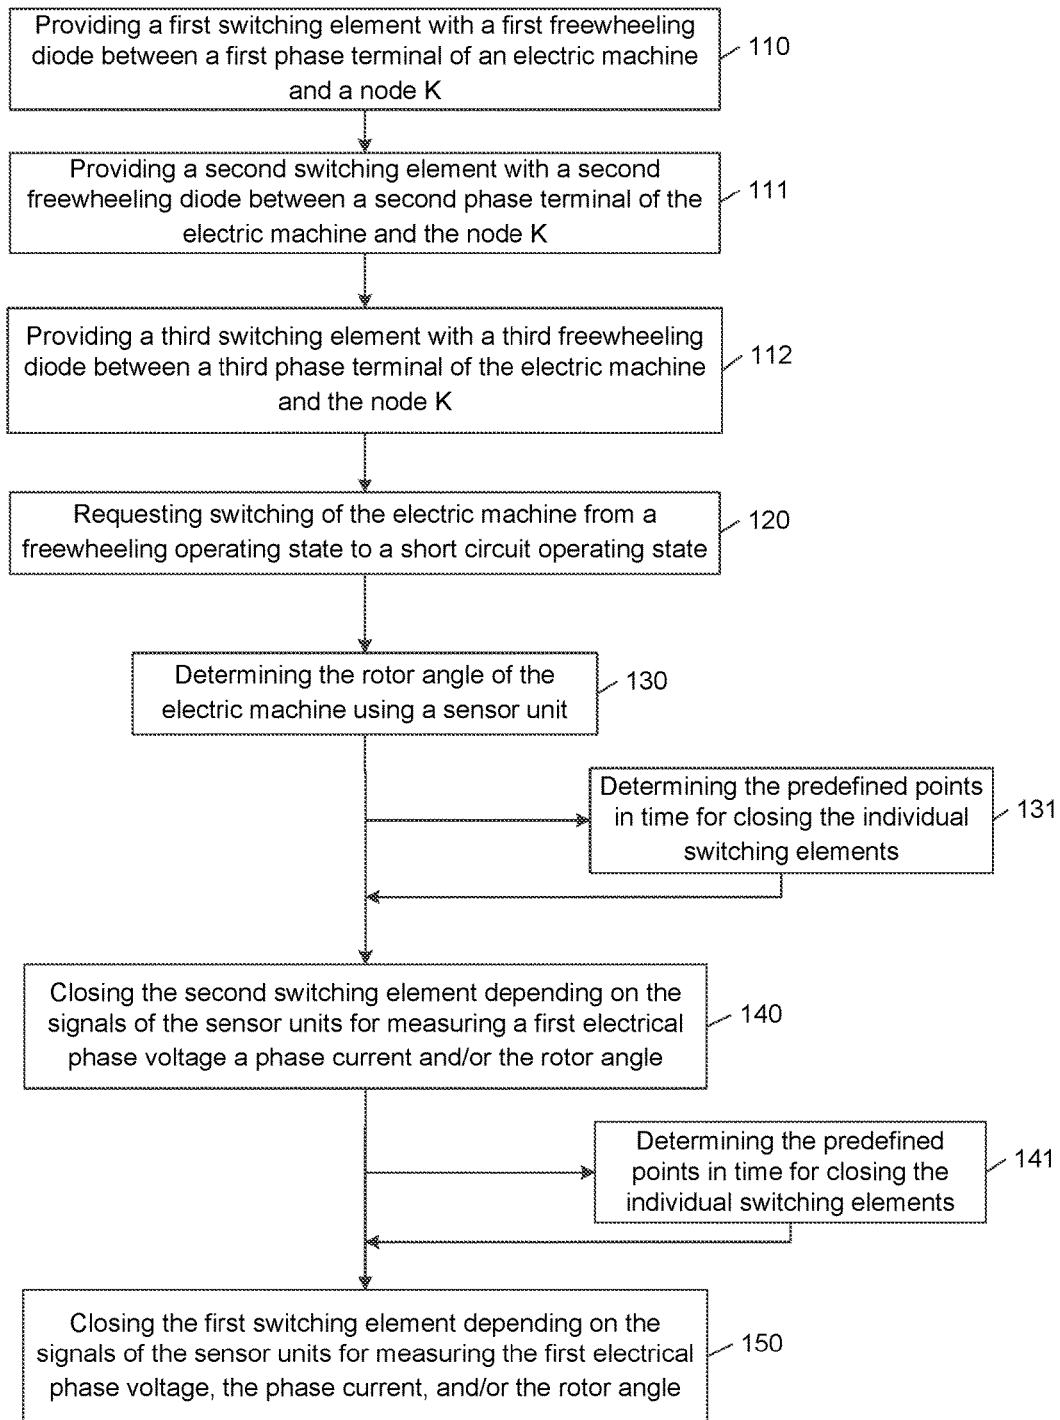 Providing a first switching element with a first freewheeling
diode between a first phase terminal of an electric machine
and a node K
110
Providing a second switching element with a second
freewheeling diode between a second phase terminal of the
electric machine and the node K
111
Providing a third switching element with a third freewheeling
diode between a third phase terminal of the electric machine
and the node K
112
Requesting switching of the electric machine from a
freewheeling operating state to a short circuit operating state
120
Determining the rotor angle of the
electric machine using a sensor unit
130
Determining the predefined points
in time for closing the individual
switching elements
131
Closing the second switching element depending on the
signals of the sensor units for measuring a first electrical
phase voltage a phase current and/or the rotor angle
140
Determining the predefined
points in time for closing the
individual switching elements
141
Closing the first switching element depending on the
signals of the sensor units for measuring the first electrical
phase voltage, the phase current, and/or the rotor angle
150